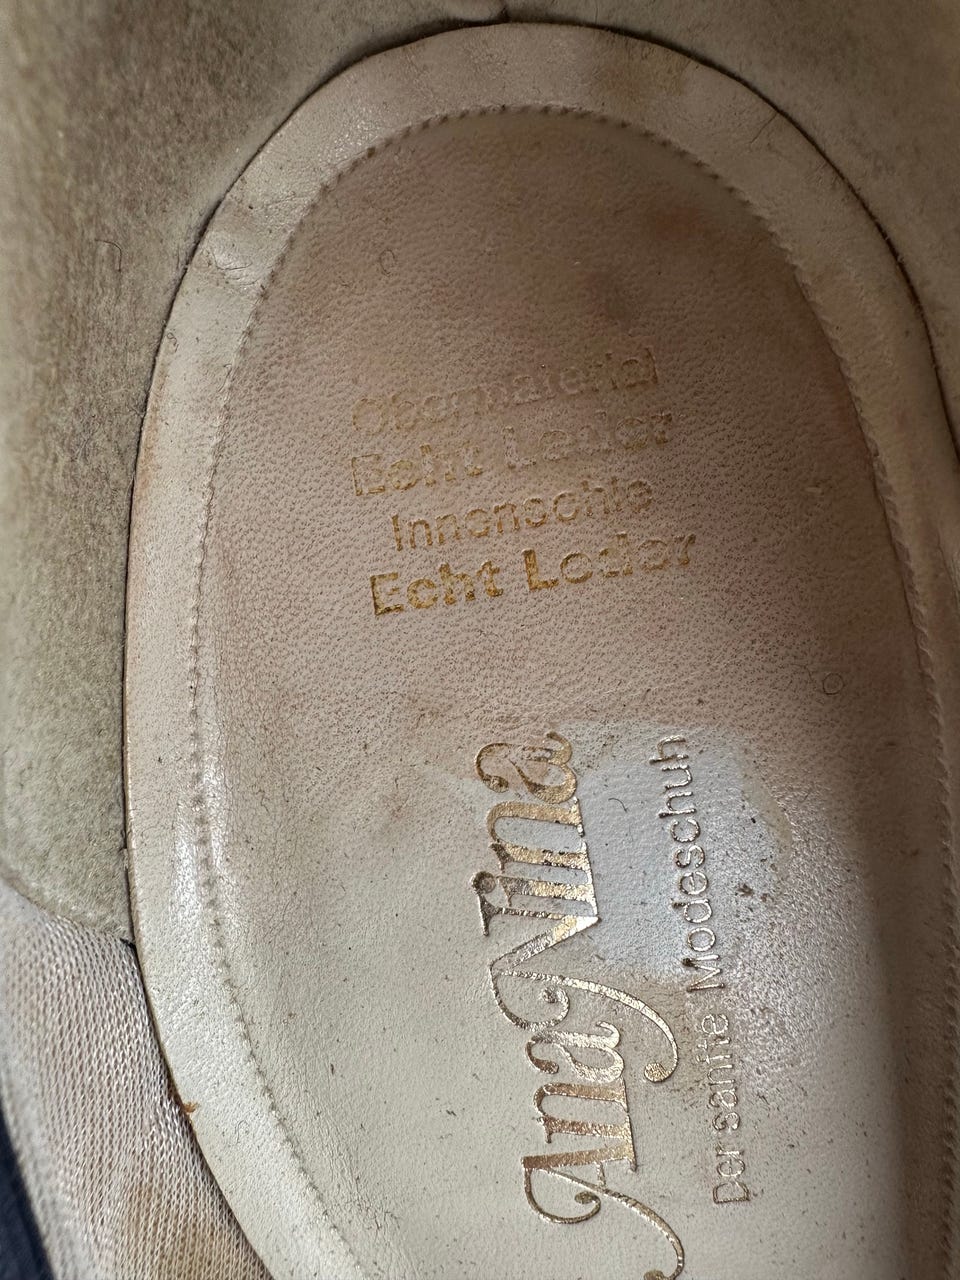 Obermaterial
Echt Leder
Innensohle
Echt Leder
AnaNina
Der sanfte Modeschuh